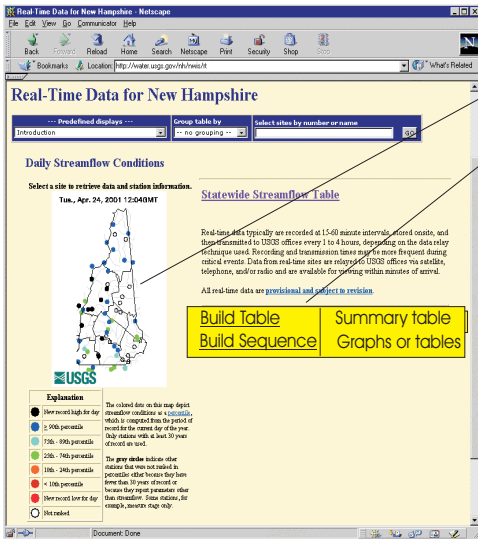 Real-Time Data for New Hampshire - Netscape
File Edit View Go Communicator Help
Back Forward Reload Home Search Netscape Print Security Shop Stop
Bookmarks Location: http://water.usgs.gov/nh/nwis/rt What's Related
Real-Time Data for New Hampshire
--- Predefined displays --- Group table by Select sites by number or name
Introduction -- no grouping -- GO
Daily Streamflow Conditions
Select a site to retrieve data and station information.
Tue., Apr. 24, 2001 12:04GMT
USGS
Statewide Streamflow Table
Real-time data typically are recorded at 15-60 minute intervals, stored onsite, and
then transmitted to USGS offices every 1 to 4 hours, depending on the data relay
technique used. Recording and transmission times may be more frequent during
critical events. Data from real-time sites are relayed to USGS offices via satellite,
telephone, and/or radio and are available for viewing within minutes of arrival.
All real-time data are provisional and subject to revision.
Build Table Summary table
Build Sequence Graphs or tables
Explanation
New record high for day
≥ 90th percentile
75th - 89th percentile
25th - 74th percentile
10th - 24th percentile
< 10th percentile
New record low for day
Not ranked
The colored dots on this map depict
streamflow conditions as a percentile,
which is computed from the period of
record for the current day of the year.
Only stations with at least 30 years
of record are used.
The gray circles indicate other
stations that were not ranked in
percentiles either because they have
fewer than 30 years of record or
because they report parameters other
than streamflow. Some stations, for
example, measure stage only.
Document: Done